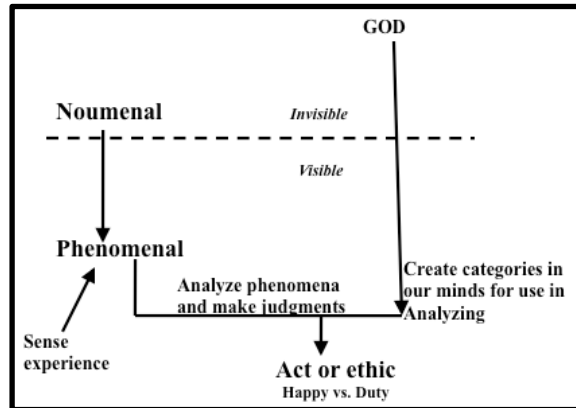 GOD
Noumenal
Invisible
Visible
Phenomenal
Analyze phenomena
and make judgments
Create categories in
our minds for use in
Analyzing
Sense
experience
Act or ethic
Happy vs. Duty